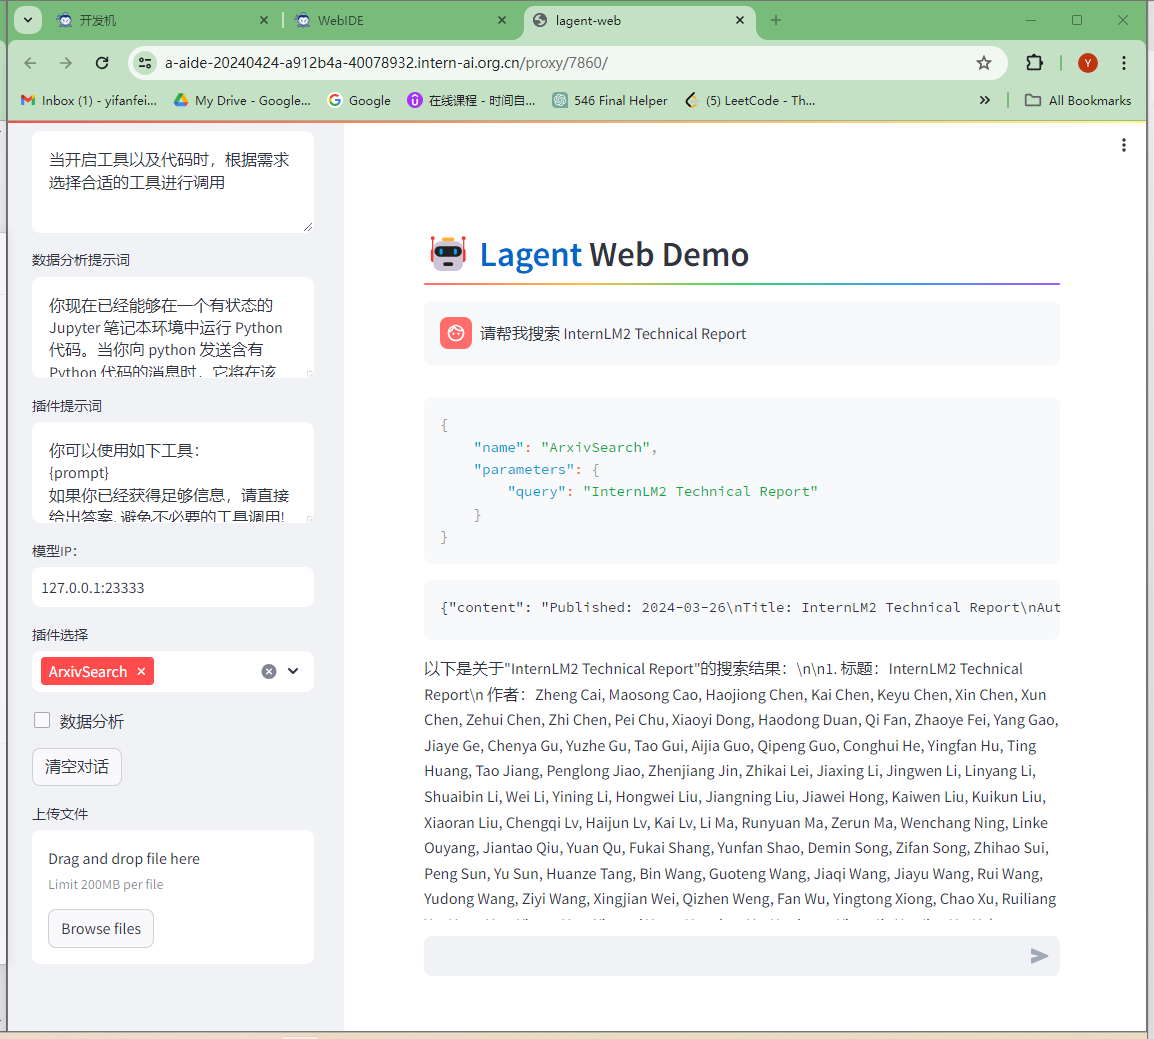 开发机
WebIDE
lagent-web
a-aide-20240424-a912b4a-40078932.intern-ai.org.cn/proxy/7860/
Y
Inbox (1) - yifanfei...
My Drive - Google...
Google
在线课程 - 时间自...
546 Final Helper
(5) LeetCode - Th...
All Bookmarks
当开启工具以及代码时，根据需求
选择合适的工具进行调用
数据分析提示词
你现在已经能够在一个有状态的
Jupyter 笔记本环境中运行 Python
代码。当你向 python 发送含有
Python 代码的消息时，它将在该
插件提示词
你可以使用如下工具：
{prompt}
如果你已经获得足够信息，请直接
给出答案. 避免不必要的工具调用!
模型IP：
127.0.0.1:23333
插件选择
ArxivSearch
数据分析
清空对话
上传文件
Drag and drop file here
Limit 200MB per file
Browse files
Lagent Web Demo
请帮我搜索 InternLM2 Technical Report
{
"name": "ArxivSearch",
"parameters": {
"query": "InternLM2 Technical Report"
}
}
{"content": "Published: 2024-03-26\nTitle: InternLM2 Technical Report\nAut
以下是关于"InternLM2 Technical Report"的搜索结果：\n\n1. 标题：InternLM2 Technical
Report\n 作者：Zheng Cai, Maosong Cao, Haojiong Chen, Kai Chen, Keyu Chen, Xin Chen, Xun
Chen, Zehui Chen, Zhi Chen, Pei Chu, Xiaoyi Dong, Haodong Duan, Qi Fan, Zhaoye Fei, Yang Gao,
Jiaye Ge, Chenya Gu, Yuzhe Gu, Tao Gui, Aijia Guo, Qipeng Guo, Conghui He, Yingfan Hu, Ting
Huang, Tao Jiang, Penglong Jiao, Zhenjiang Jin, Zhikai Lei, Jiaxing Li, Jingwen Li, Linyang Li,
Shuaibin Li, Wei Li, Yining Li, Hongwei Liu, Jiangning Liu, Jiawei Hong, Kaiwen Liu, Kuikun Liu,
Xiaoran Liu, Chengqi Lv, Haijun Lv, Kai Lv, Li Ma, Runyuan Ma, Zerun Ma, Wenchang Ning, Linke
Ouyang, Jiantao Qiu, Yuan Qu, Fukai Shang, Yunfan Shao, Demin Song, Zifan Song, Zhihao Sui,
Peng Sun, Yu Sun, Huanze Tang, Bin Wang, Guoteng Wang, Jiaqi Wang, Jiayu Wang, Rui Wang,
Yudong Wang, Ziyi Wang, Xingjian Wei, Qizhen Weng, Fan Wu, Yingtong Xiong, Chao Xu, Ruiliang